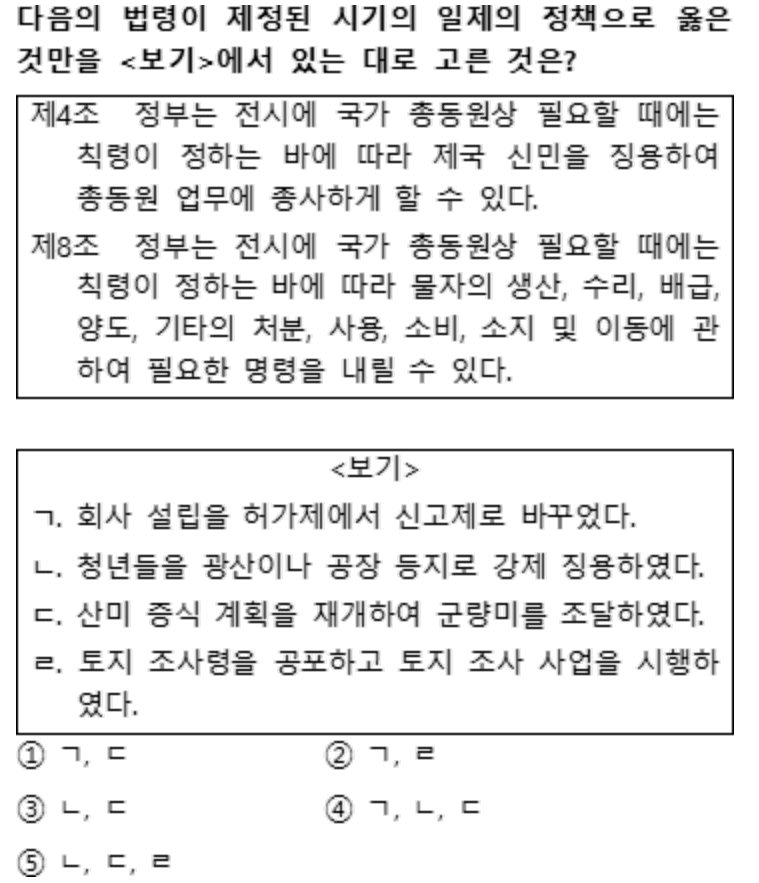 다음의 법령이 제정된 시기의 일제의 정책으로 옳은
것만을 <보기>에서 있는 대로 고른 것은?
제4조 정부는 전시에 국가 총동원상 필요할 때에는
칙령이 정하는 바에 따라 제국 신민을 징용하여
총동원 업무에 종사하게 할 수 있다.
제8조 정부는 전시에 국가 총동원상 필요할 때에는
칙령이 정하는 바에 따라 물자의 생산, 수리, 배급,
양도, 기타의 처분, 사용, 소비, 소지 및 이동에 관
하여 필요한 명령을 내릴 수 있다.
<보기>
ㄱ. 회사 설립을 허가제에서 신고제로 바꾸었다.
ㄴ. 청년들을 광산이나 공장 등지로 강제 징용하였다.
ㄷ. 산미 증식 계획을 재개하여 군량미를 조달하였다.
ㄹ. 토지 조사령을 공포하고 토지 조사 사업을 시행하
였다.
① ㄱ, ㄷ ② ㄱ, ㄹ
③ ㄴ, ㄷ ④ ㄱ, ㄴ, ㄷ
⑤ ㄴ, ㄷ, ㄹ